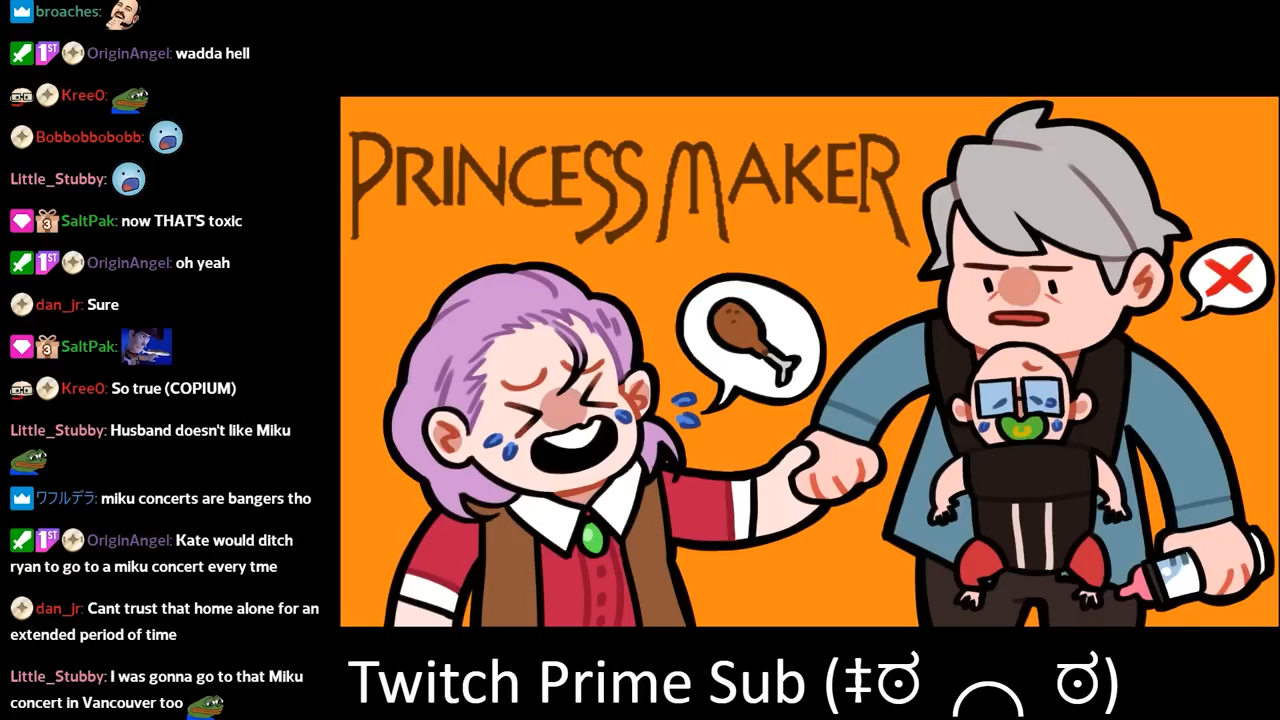 broaches:
OriginAngel: wadda hell
KreeO:
Bobbobbobobb:
Little_Stubby:
SaltPak: now THAT'S toxic
OriginAngel: oh yeah
dan_jr: Sure
SaltPak:
KreeO: So true (COPIUM)
Little_Stubby: Husband doesn't like Miku
ワフルデラ: miku concerts are bangers tho
OriginAngel: Kate would ditch
ryan to go to a miku concert every tme
dan_jr: Cant trust that home alone for an
extended period of time
Little_Stubby: I was gonna go to that Miku
concert in Vancouver too
PRINCESS MAKER
Twitch Prime Sub (‡ಠ ╭╮ ಠ)